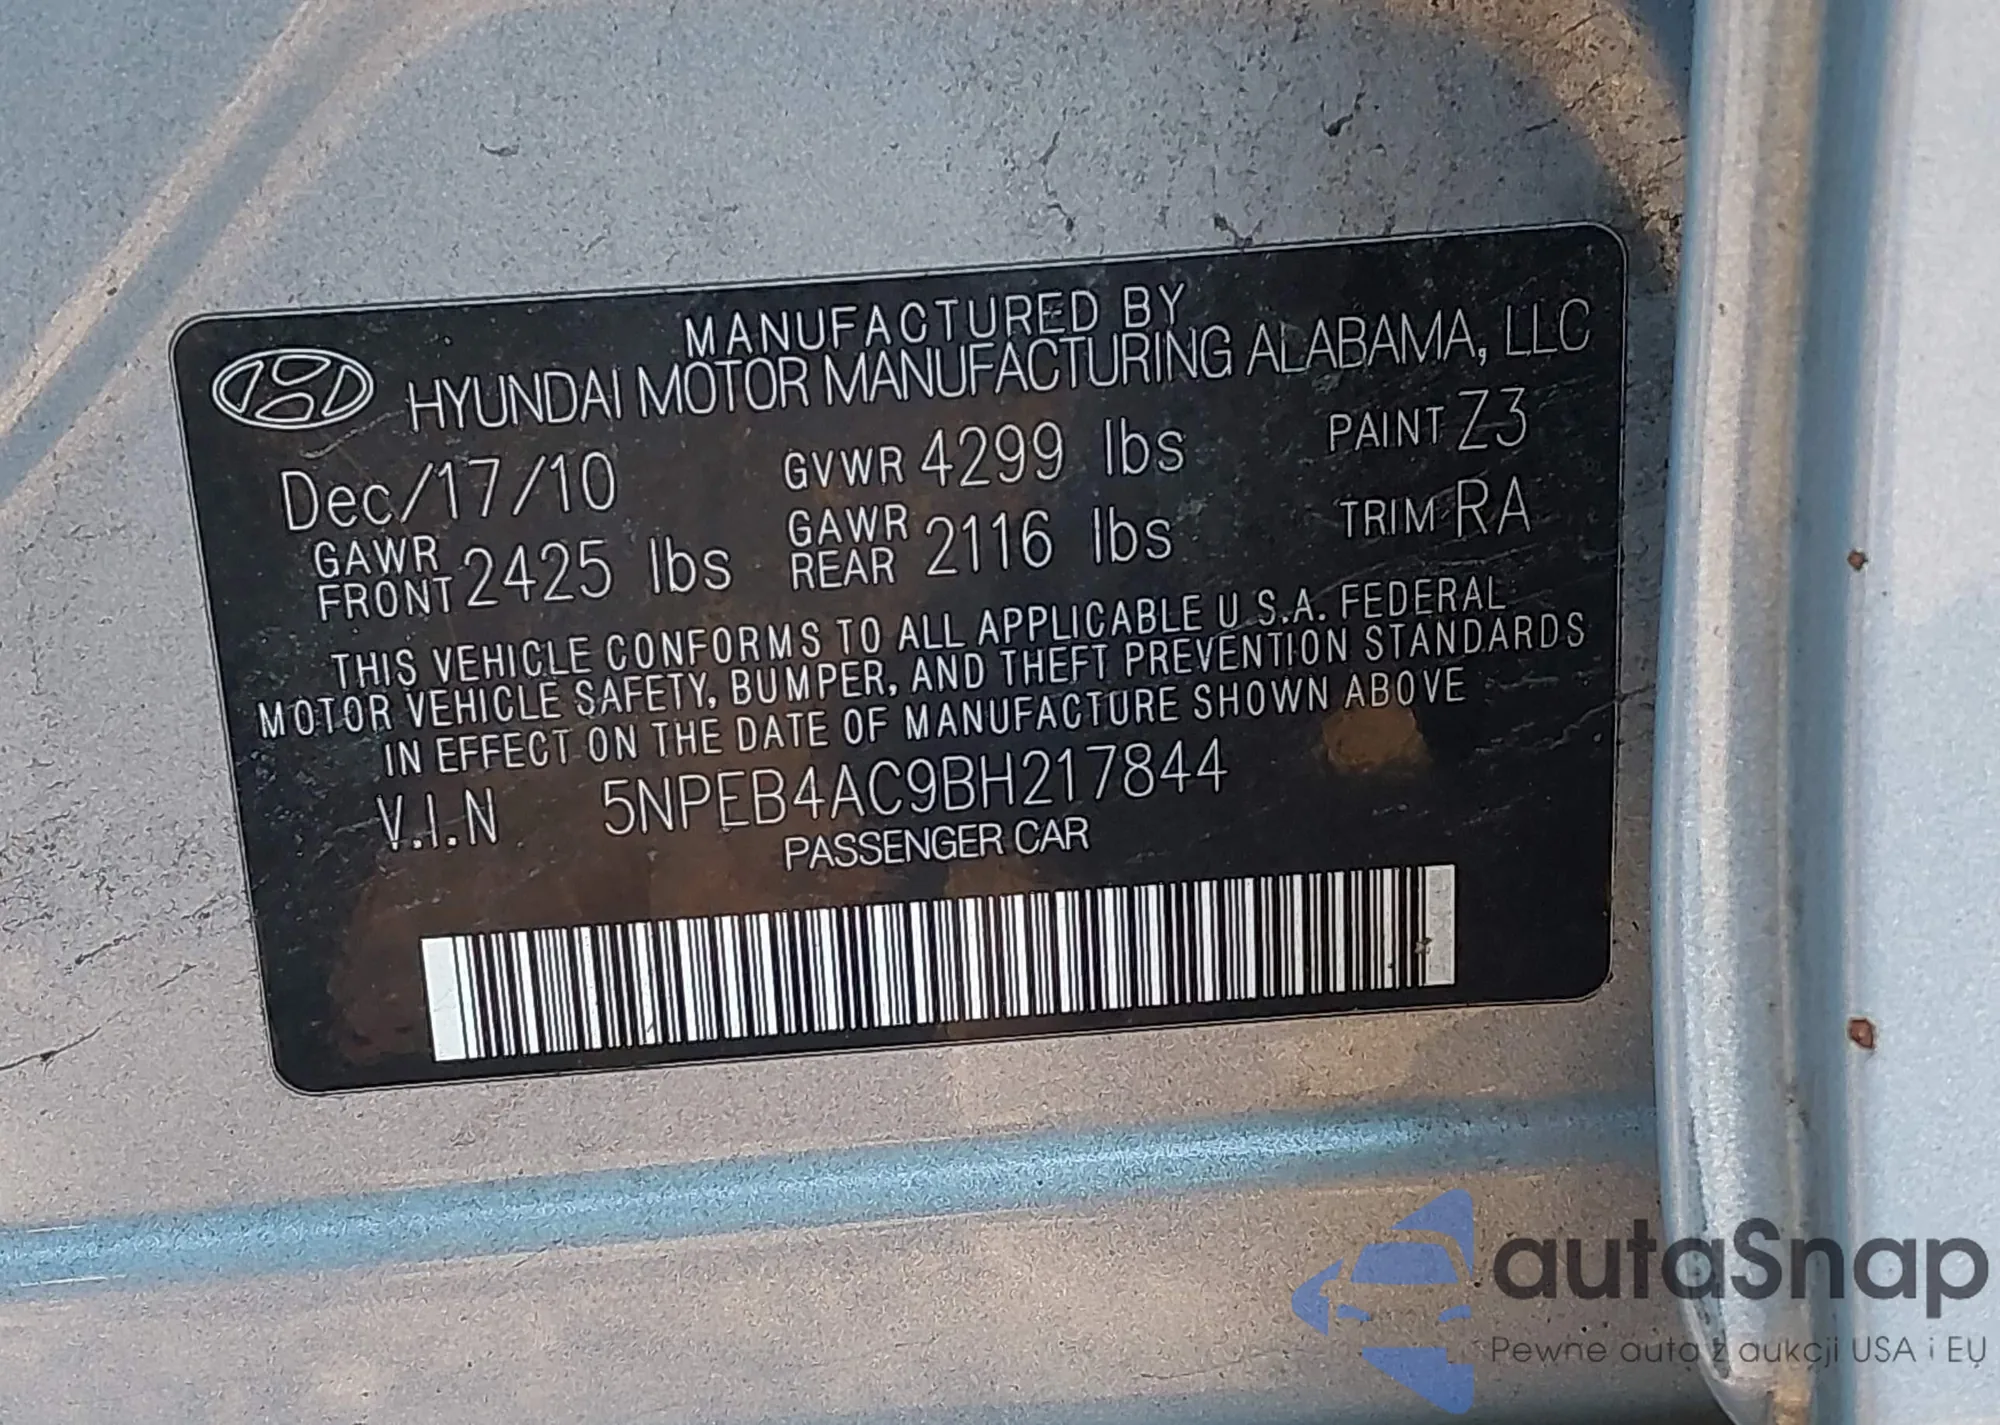 MANUFACTURED BY
HYUNDAI MOTOR MANUFACTURING ALABAMA, LLC
Dec/17/10 GVWR 4299 lbs PAINT Z3
GAWR FRONT 2425 lbs GAWR REAR 2116 lbs TRIM RA
THIS VEHICLE CONFORMS TO ALL APPLICABLE U S.A. FEDERAL
MOTOR VEHICLE SAFETY, BUMPER, AND THEFT PREVENTION STANDARDS
IN EFFECT ON THE DATE OF MANUFACTURE SHOWN ABOVE
V.I.N 5NPEB4AC9BH217844
PASSENGER CAR
autaSnap
Pewne auta z aukcji USA i EU